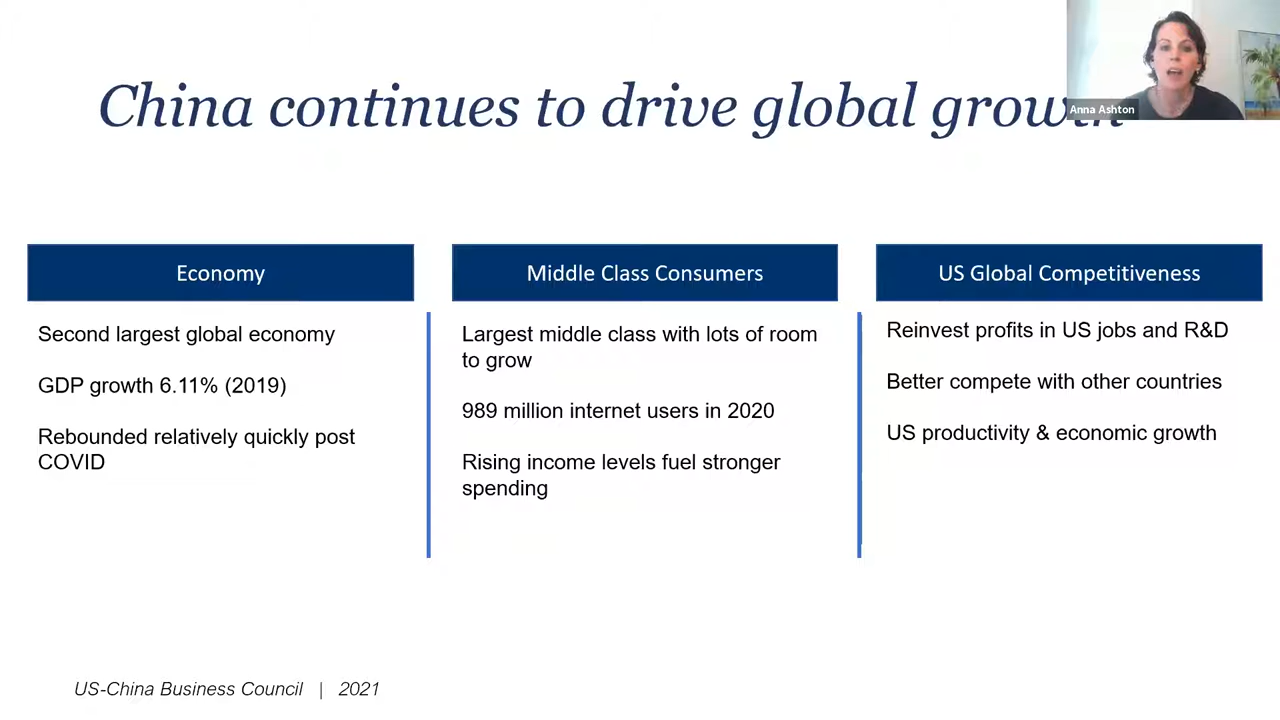 China continues to drive global growth
Anna Ashton
Economy
Second largest global economy
GDP growth 6.11% (2019)
Rebounded relatively quickly post
COVID
Middle Class Consumers
Largest middle class with lots of room
to grow
989 million internet users in 2020
Rising income levels fuel stronger
spending
US Global Competitiveness
Reinvest profits in US jobs and R&D
Better compete with other countries
US productivity & economic growth
US-China Business Council | 2021